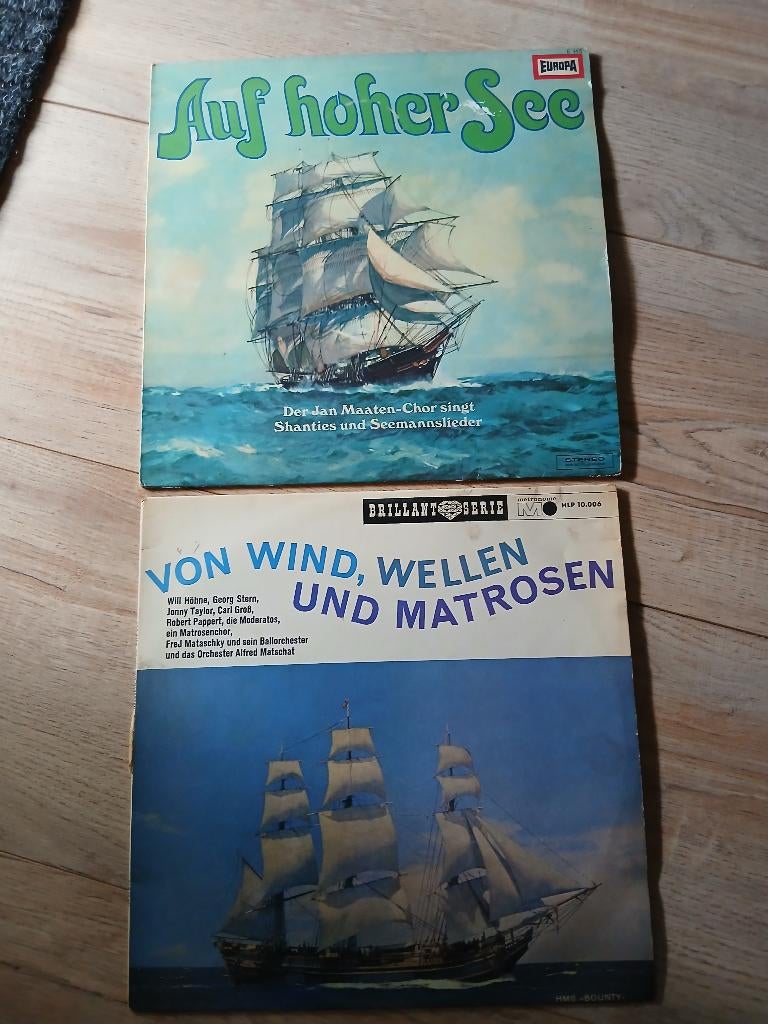 EUROPA
Auf hoher See
Der Jan Maaten-Chor singt
Shanties und Seemannslieder
STEREO
BRILLANT SERIE
metronome
M
HLP 10.006
VON WIND, WELLEN
UND MATROSEN
Will Höhne, Georg Stern,
Jonny Taylor, Carl Groß,
Robert Pappert, die Moderatos,
ein Matrosenchor,
FreJ Mataschky und sein Ballorchester
und das Orchester Alfred Matschat
HMS «BOUNTY»